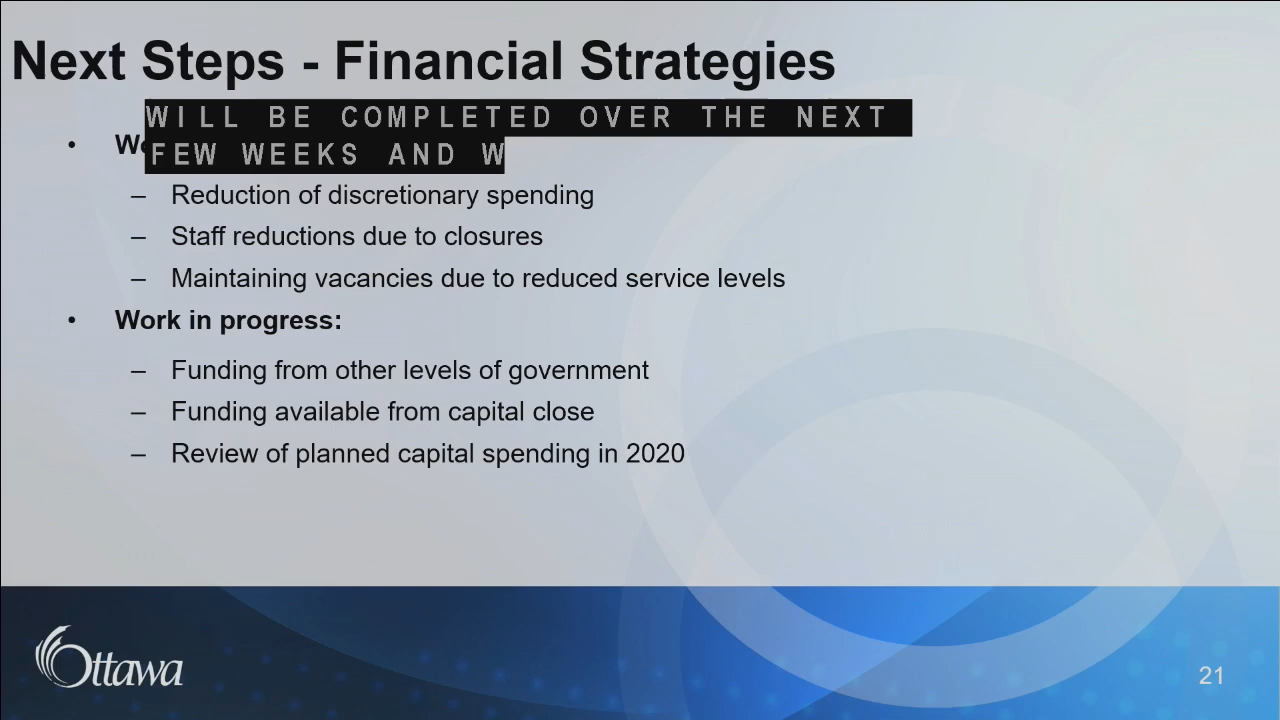 Next Steps - Financial Strategies
WILL BE COMPLETED OVER THE NEXT
FEW WEEKS AND W
– Reduction of discretionary spending
– Staff reductions due to closures
– Maintaining vacancies due to reduced service levels
• Work in progress:
– Funding from other levels of government
– Funding available from capital close
– Review of planned capital spending in 2020
Ottawa
21